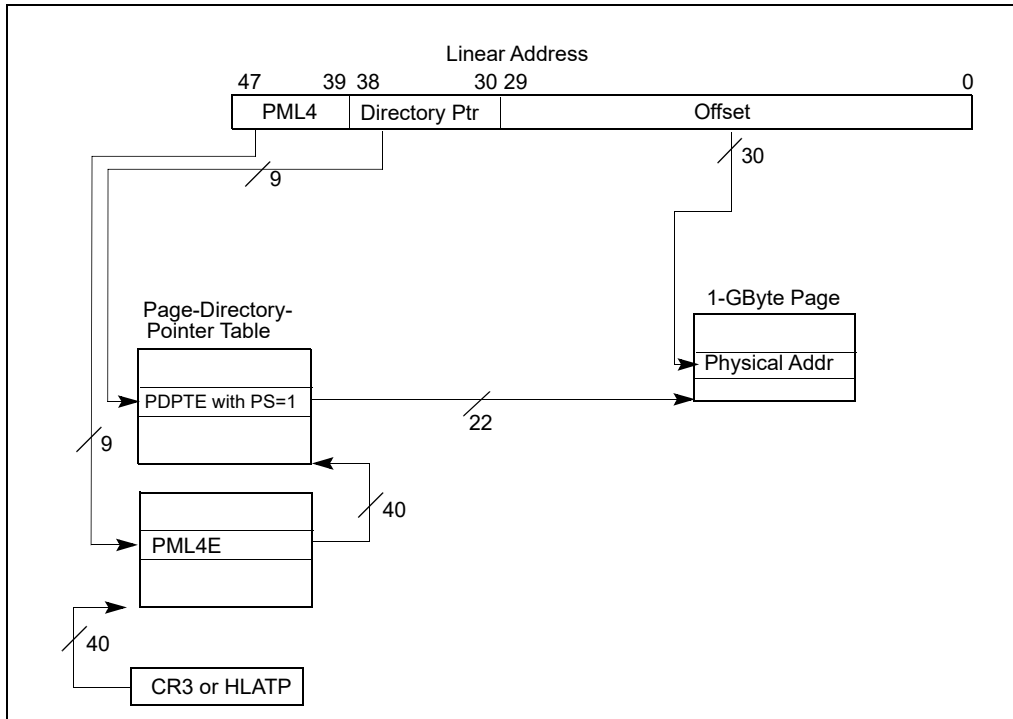 Linear Address
47 39 38 30 29 0
PML4 Directory Ptr Offset
9
30
1-GByte Page
Page-Directory-
Pointer Table
Physical Addr
PDPTE with PS=1
22
9
40
PML4E
40
CR3 or HLATP